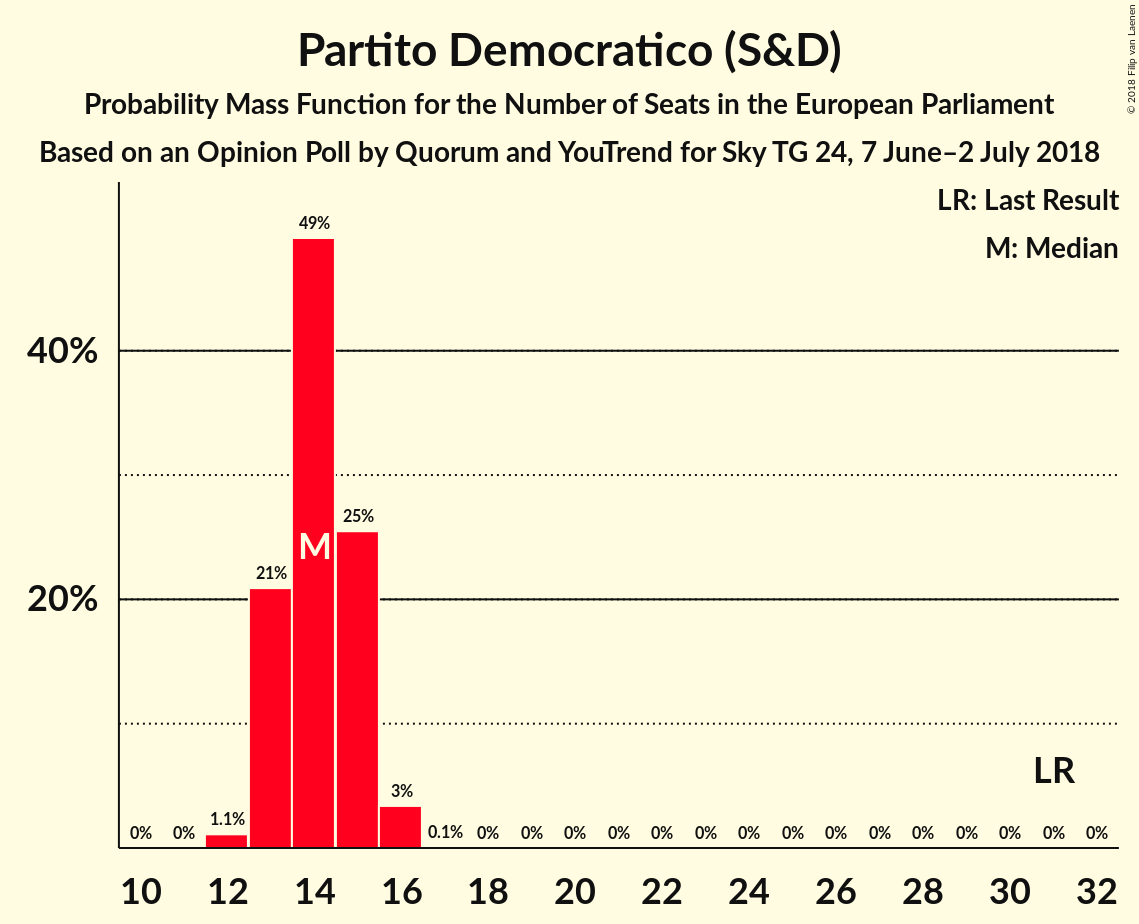 Partito Democratico (S&D)
Probability Mass Function for the Number of Seats in the European Parliament
Based on an Opinion Poll by Quorum and YouTrend for Sky TG 24, 7 June–2 July 2018
© 2018 Filip van Laenen
LR: Last Result
M: Median
49%
40%
25%
M
21%
20%
LR
3%
1.1%
0% 0% 0.1% 0% 0% 0% 0% 0% 0% 0% 0% 0% 0% 0% 0% 0% 0% 0%
10 12 14 16 18 20 22 24 26 28 30 32